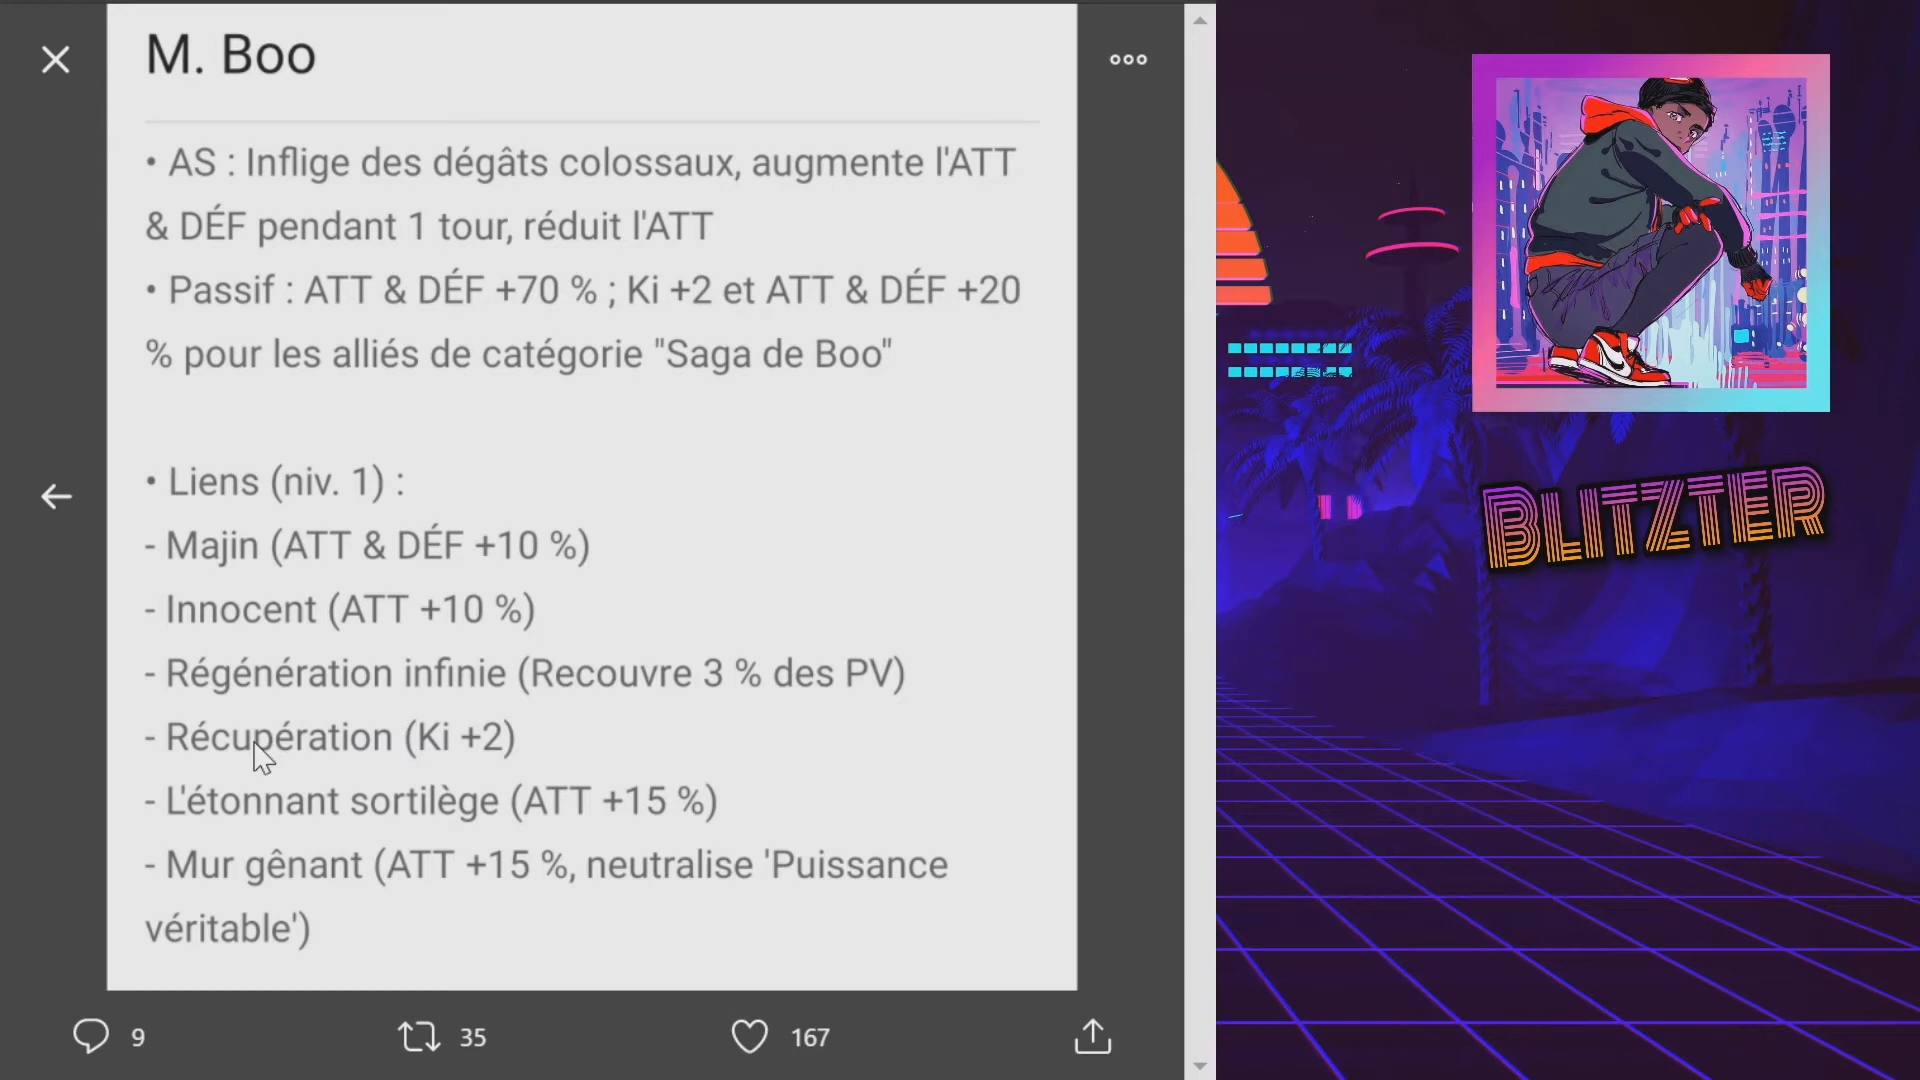 M. Boo
• AS : Inflige des dégâts colossaux, augmente l'ATT
& DÉF pendant 1 tour, réduit l'ATT
• Passif : ATT & DÉF +70 % ; Ki +2 et ATT & DÉF +20
% pour les alliés de catégorie "Saga de Boo"
• Liens (niv. 1) :
- Majin (ATT & DÉF +10 %)
- Innocent (ATT +10 %)
- Régénération infinie (Recouvre 3 % des PV)
- Récupération (Ki +2)
- L'étonnant sortilège (ATT +15 %)
- Mur gênant (ATT +15 %, neutralise 'Puissance
véritable')
9
35
167
BLITZTER